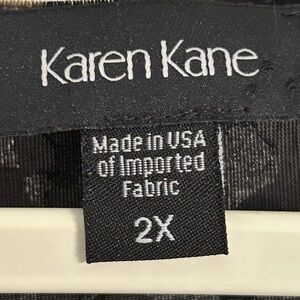 Karen Kane
Made in USA
of Imported
Fabric
2X